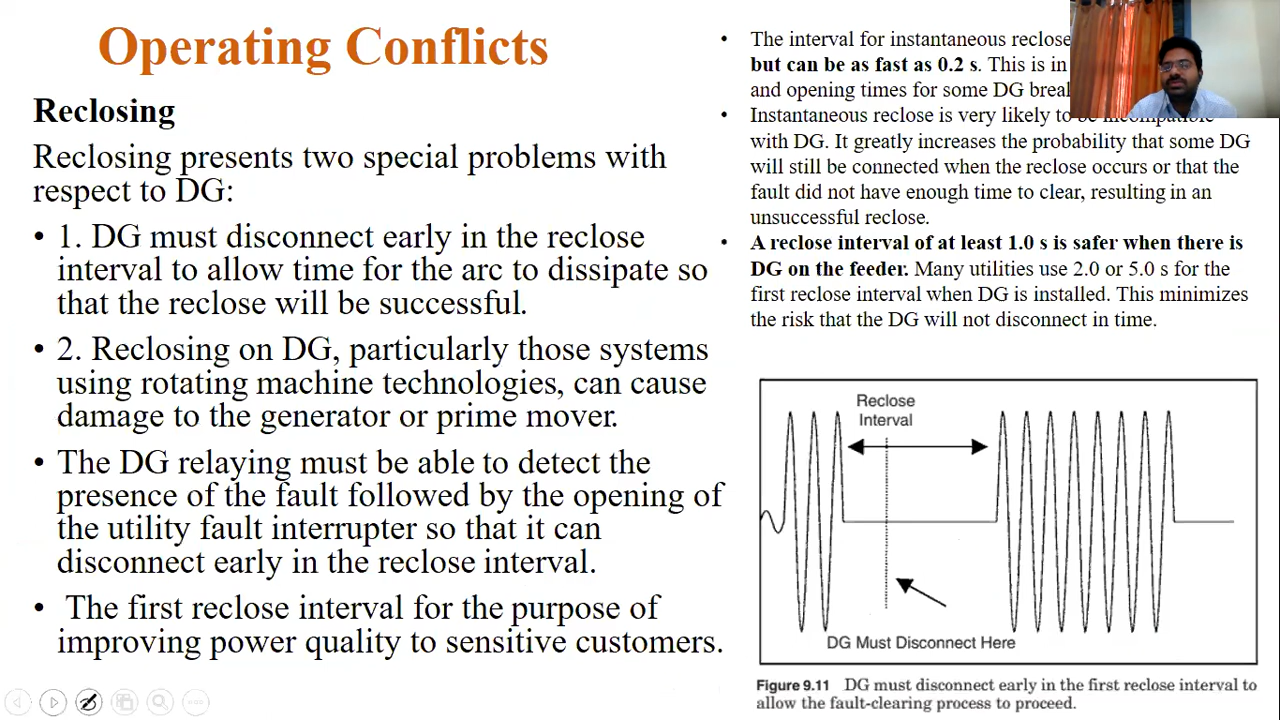 Operating Conflicts
Reclosing
Reclosing presents two special problems with
respect to DG:
• 1. DG must disconnect early in the reclose
interval to allow time for the arc to dissipate so
that the reclose will be successful.
• 2. Reclosing on DG, particularly those systems
using rotating machine technologies, can cause
damage to the generator or prime mover.
• The DG relaying must be able to detect the
presence of the fault followed by the opening of
the utility fault interrupter so that it can
disconnect early in the reclose interval.
• The first reclose interval for the purpose of
improving power quality to sensitive customers.
• The interval for instantaneous reclose
but can be as fast as 0.2 s. This is in
and opening times for some DG
• Instantaneous reclose is very likely to be incompatible
with DG. It greatly increases the probability that some DG
will still be connected when the reclose occurs or that the
fault did not have enough time to clear, resulting in an
unsuccessful reclose.
• A reclose interval of at least 1.0 s is safer when there is
DG on the feeder. Many utilities use 2.0 or 5.0 s for the
first reclose interval when DG is installed. This minimizes
the risk that the DG will not disconnect in time.
Reclose
Interval
DG Must Disconnect Here
Figure 9.11 DG must disconnect early in the first reclose interval to
allow the fault-clearing process to proceed.